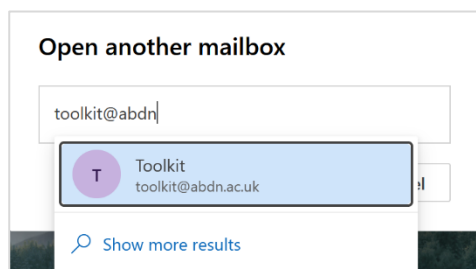 Open another mailbox
toolkit@abdn
T
Toolkit
toolkit@abdn.ac.uk
Show more results